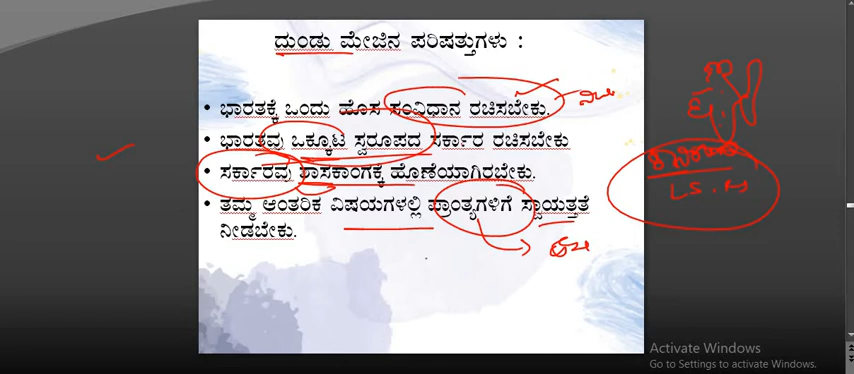 ದುಂಡು ಮೇಜಿನ ಪರಿಷತ್ತುಗಳು :
• ಭಾರತಕ್ಕೆ ಒಂದು ಹೊಸ ಸಂವಿಧಾನ ರಚಿಸಬೇಕು.
• ಭಾರತವು ಒಕ್ಕೂಟ ಸ್ವರೂಪದ ಸರ್ಕಾರ ರಚಿಸಬೇಕು
• ಸರ್ಕಾರವು ಶಾಸಕಾಂಗಕ್ಕೆ ಹೊಣೆಯಾಗಿರಬೇಕು.
• ತಮ್ಮ ಆಂತರಿಕ ವಿಷಯಗಳಲ್ಲಿ ಪ್ರಾಂತ್ಯಗಳಿಗೆ ಸ್ವಾಯತ್ತತೆ
ನೀಡಬೇಕು.
Activate Windows
Go to Settings to activate Windows.